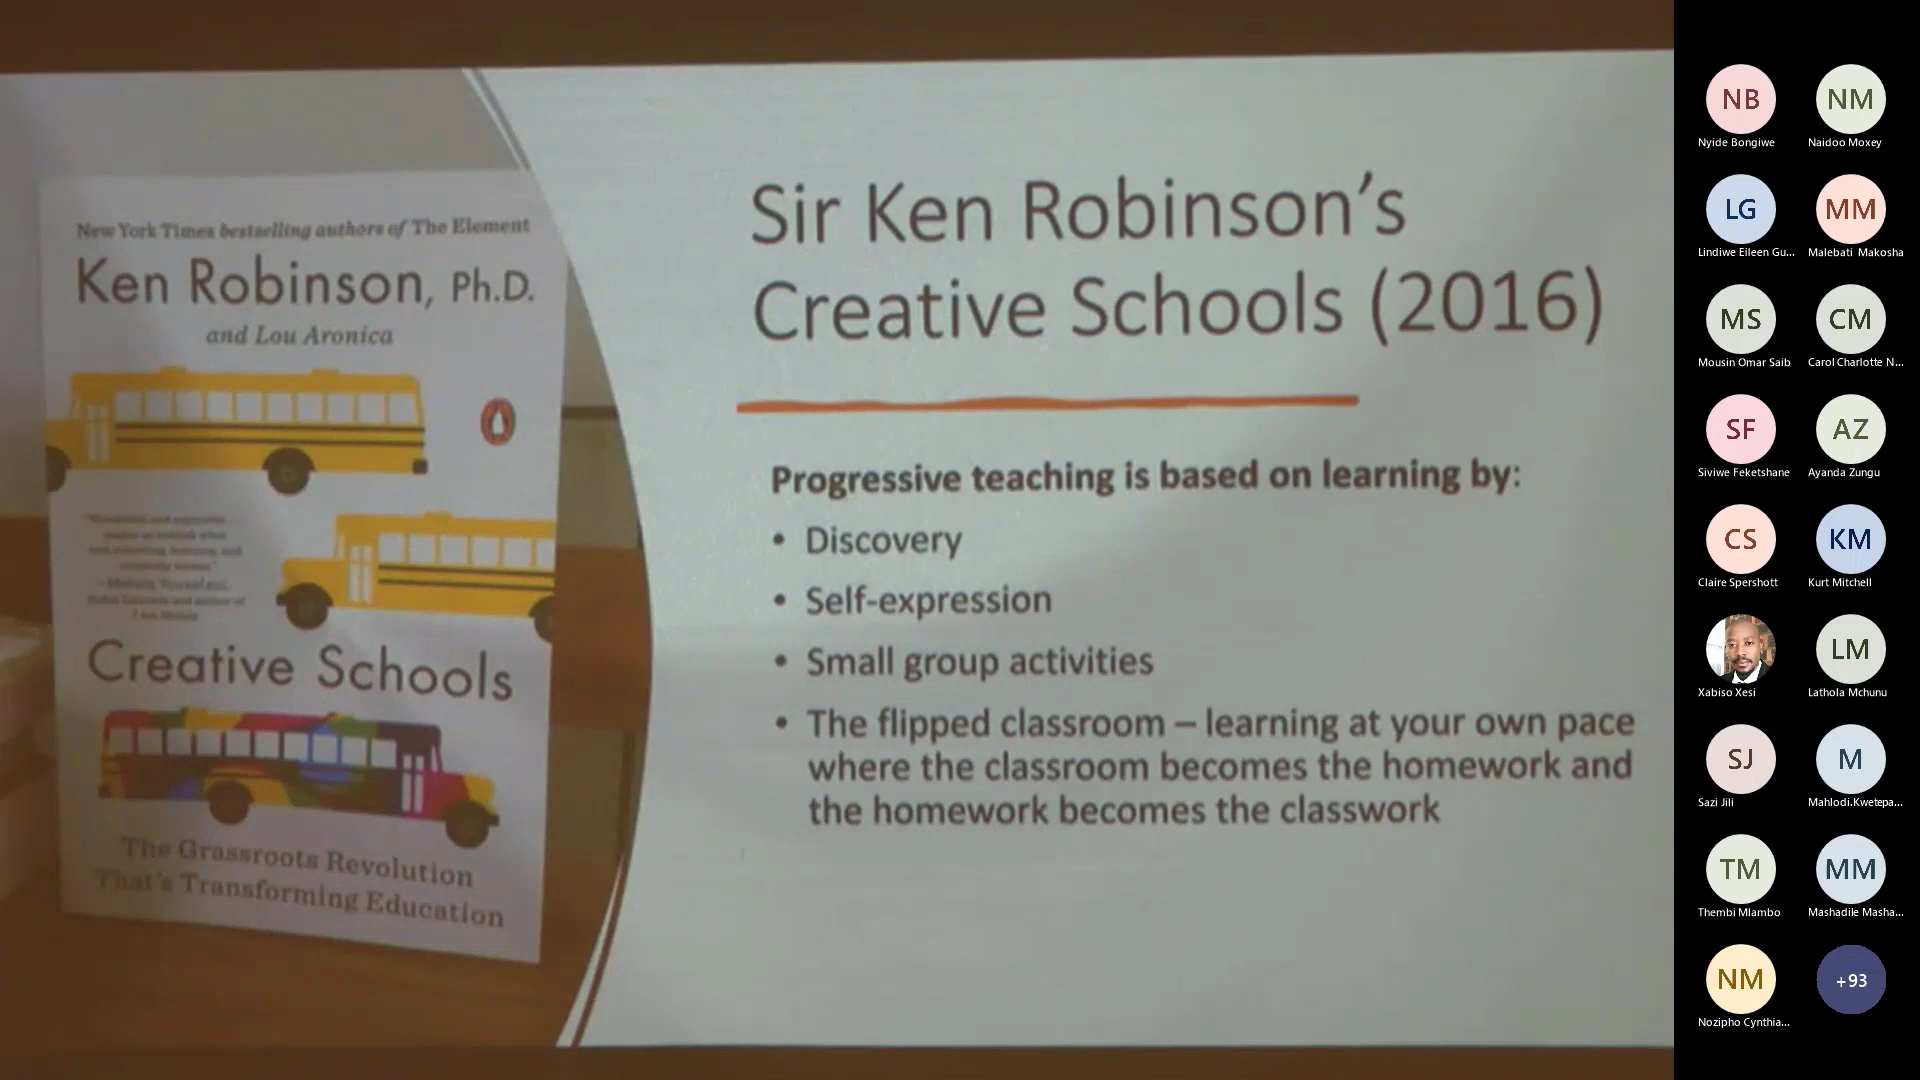 New York Times bestselling authors of The Element
Ken Robinson, Ph.D.
and Lou Aronica
Creative Schools
The Grassroots Revolution
That's Transforming Education
Sir Ken Robinson's
Creative Schools (2016)
Progressive teaching is based on learning by:
• Discovery
• Self-expression
• Small group activities
• The flipped classroom – learning at your own pace
where the classroom becomes the homework and
the homework becomes the classwork
NB
Nyide Bongiwe
NM
Naidoo Moxey
LG
Lindiwe Eileen Gu...
MM
Malebati Makosha
MS
Mousin Omar Saib
CM
Carol Charlotte N...
SF
Siviwe Feketshane
AZ
Ayanda Zungu
CS
Claire Spershott
KM
Kurt Mitchell
Xabiso Xesi
LM
Lathola Mchunu
SJ
Sazi Jili
M
Mahlodi.Kwetepa...
TM
Thembi Mlambo
MM
Mashadile Masha...
NM
Nozipho Cynthia...
+93